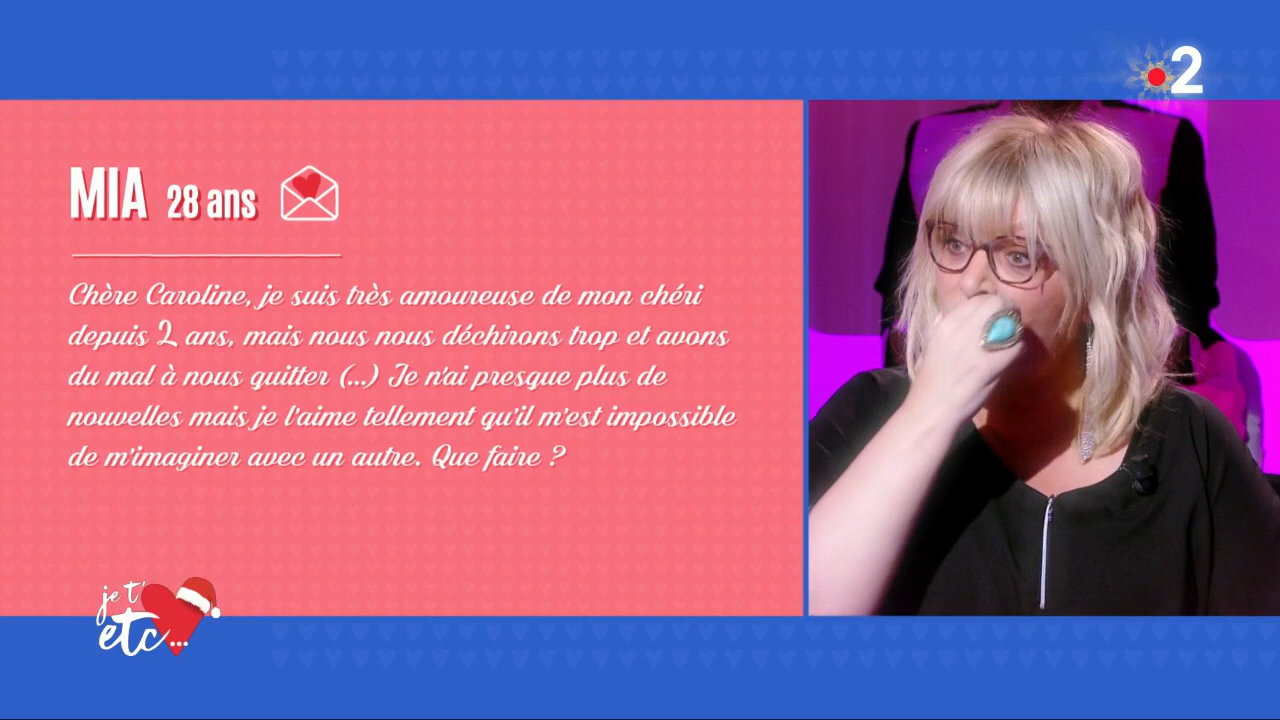 2
MIA 28 ans
Chère Caroline, je suis très amoureuse de mon chéri
depuis 2 ans, mais nous nous déchirons trop et avons
du mal à nous quitter (...) Je n'ai presque plus de
nouvelles mais je l'aime tellement qu'il m'est impossible
de m'imaginer avec un autre. Que faire ?
je t'
etc...